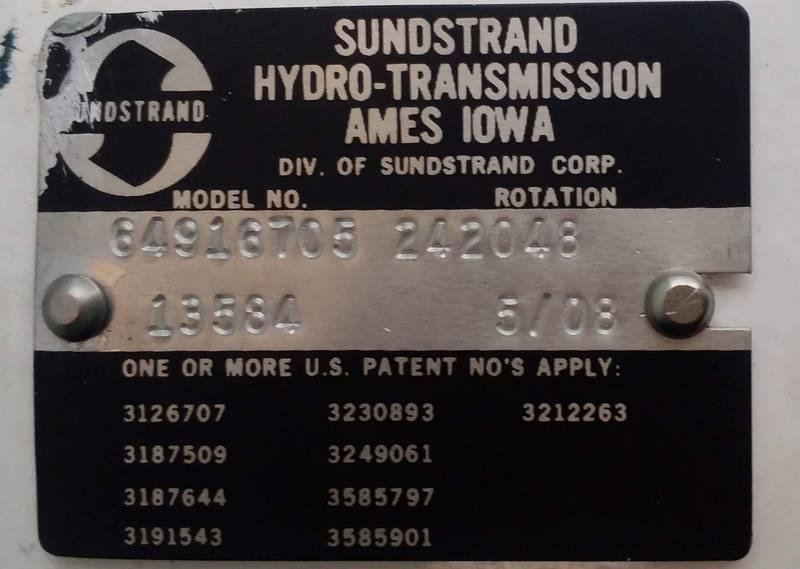 SUNDSTRAND
HYDRO-TRANSMISSION
AMES IOWA
UNDSTRAND
DIV. OF SUNDSTRAND CORP.
MODEL NO. ROTATION
64916705 242048
13584 5/08
ONE OR MORE U.S. PATENT NO'S APPLY:
3126707 3230893 3212263
3187509 3249061
3187644 3585797
3191543 3585901